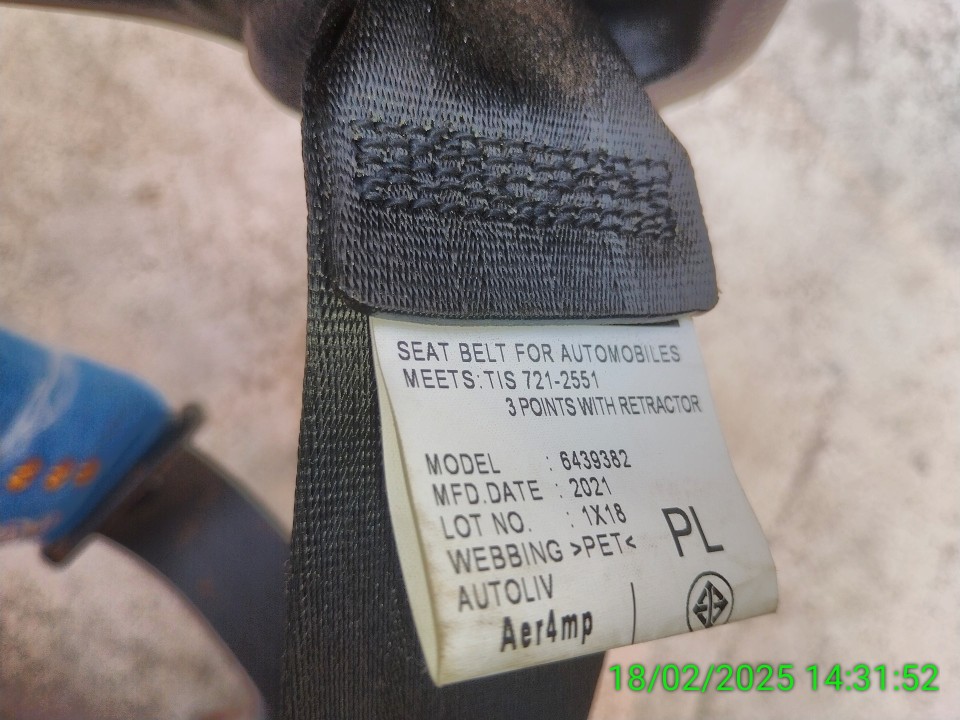 SEAT BELT FOR AUTOMOBILES
MEETS: TIS 721-2551
3 POINTS WITH RETRACTOR
MODEL : 6439382
MFD.DATE : 2021
LOT NO. : 1X18
WEBBING >PET<
PL
AUTOLIV
Aer4mp
18/02/2025 14:31:52